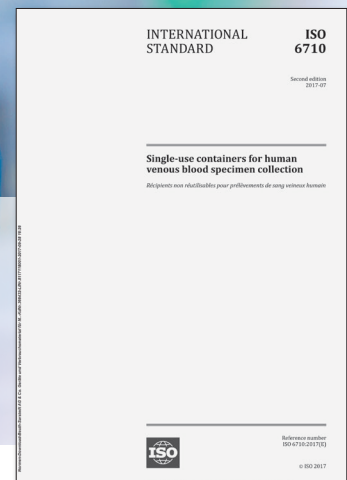 INTERNATIONAL
STANDARD
ISO
6710
Second edition
2017-07
Single-use containers for human
venous blood specimen collection
Récipients non réutilisables pour prélèvements de sang veineux humain
ISO
Reference number
ISO 6710:2017(E)
© ISO 2017